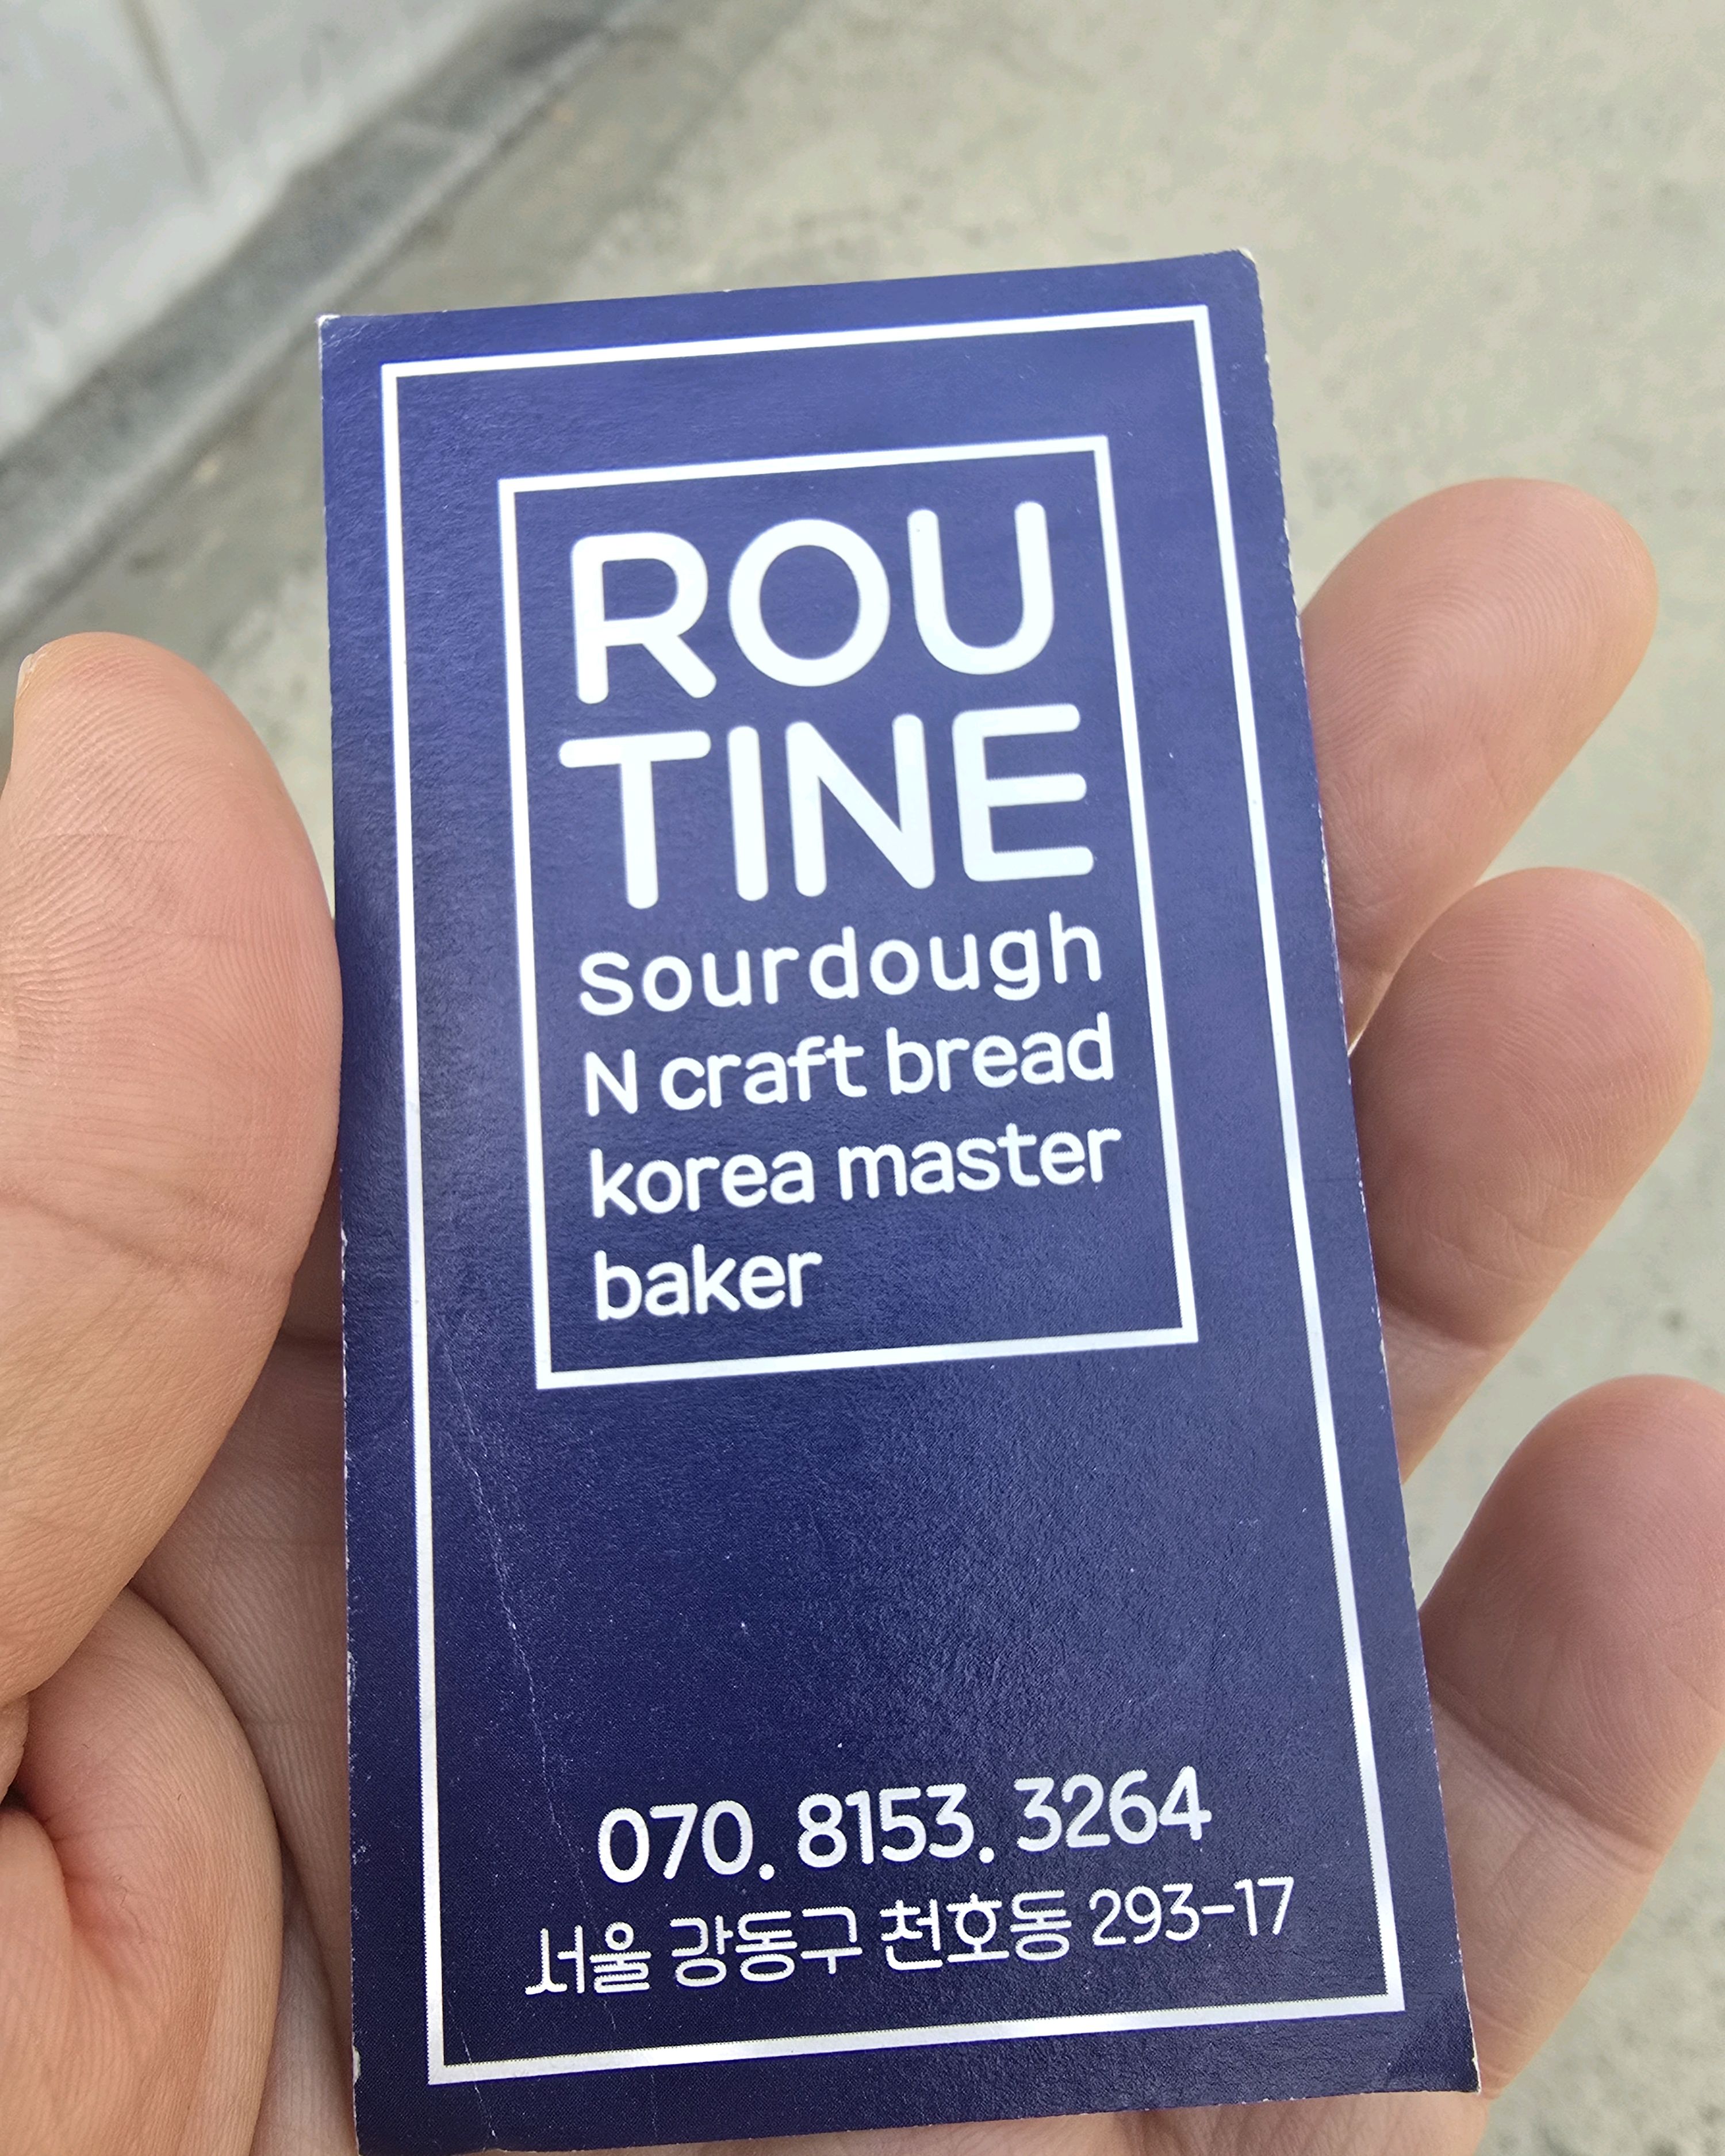 ROU
TINE
Sourdough
N craft bread
korea master
baker
070. 8153. 3264
서울 강동구 천호동 293-17